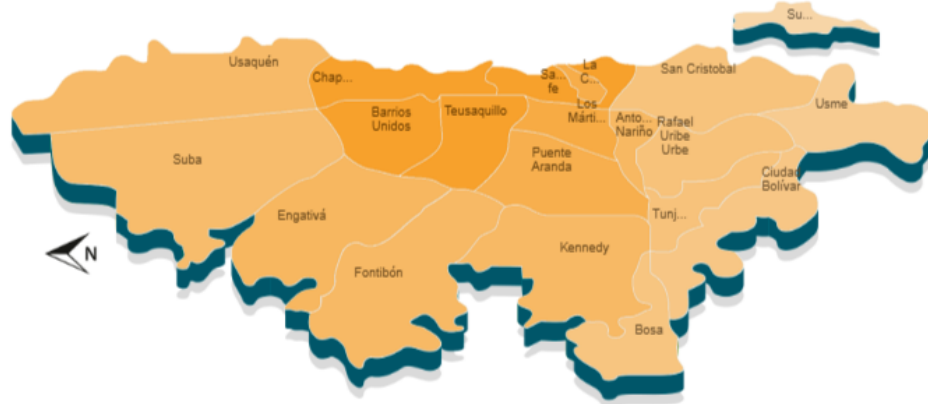 Su...
Usaquén
Chap...
Sa...
fe
La
C...
San Cristobal
Barrios
Unidos
Teusaquillo
Los
Márti...
Anto...
Nariño
Rafael
Uribe
Urbe
Usme
Suba
Puente
Aranda
Ciudad
Bolívar
Engativá
Tunj...
N
Fontibón
Kennedy
Bosa